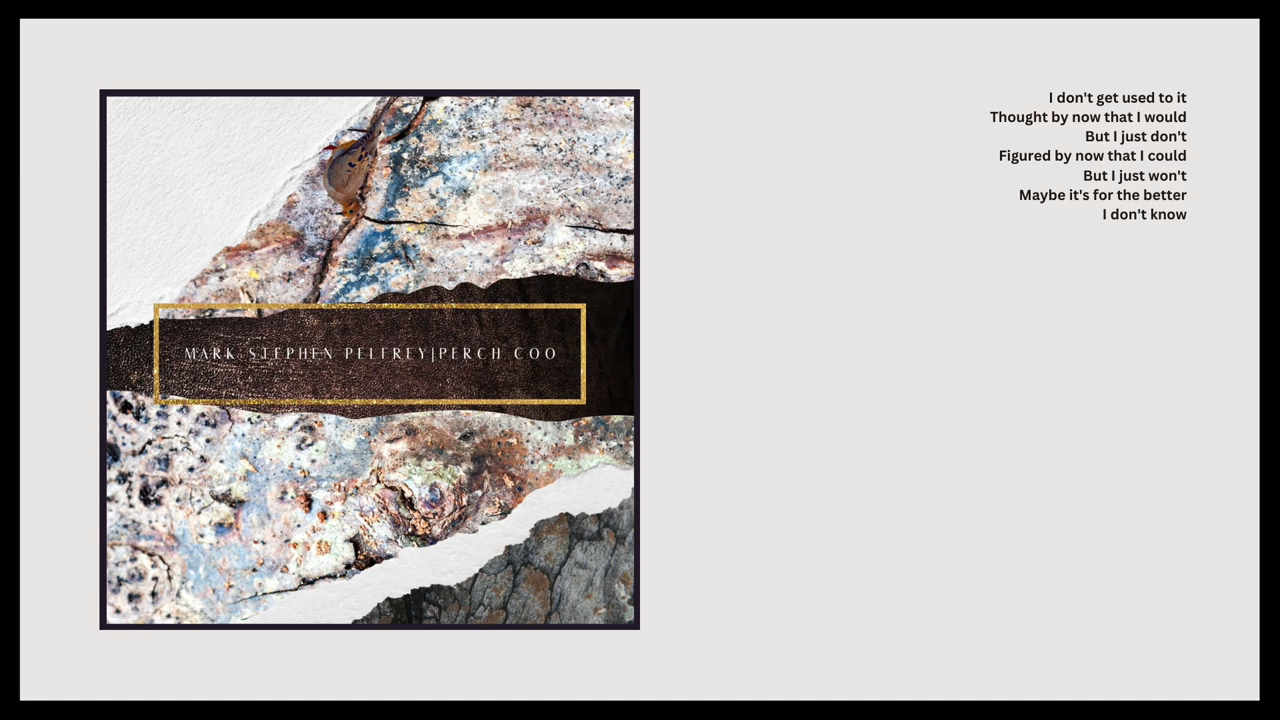 MARK STEPHEN PELFREY|PERCH COO
I don't get used to it
Thought by now that I would
But I just don't
Figured by now that I could
But I just won't
Maybe it's for the better
I don't know